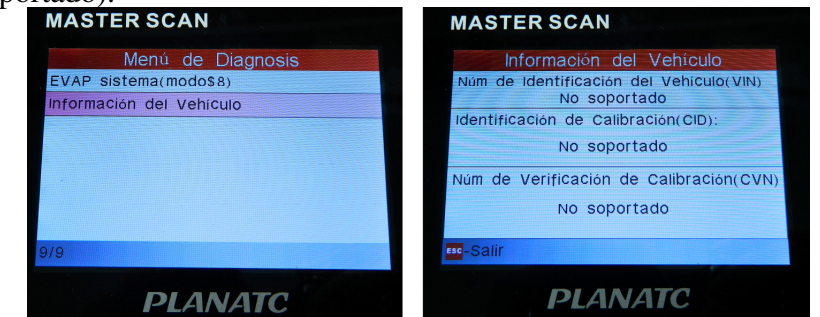 portado).
MASTER SCAN
Menú de Diagnosis
EVAP sistema(modo$8)
Información del Vehículo
9/9
PLANATC
MASTER SCAN
Información del Vehículo
Núm de Identificación del Vehículo(VIN)
No soportado
Identificación de Calibración(CID):
No soportado
Núm de Verificación de Calibración(CVN)
No soportado
ESC-Salir
PLANATC